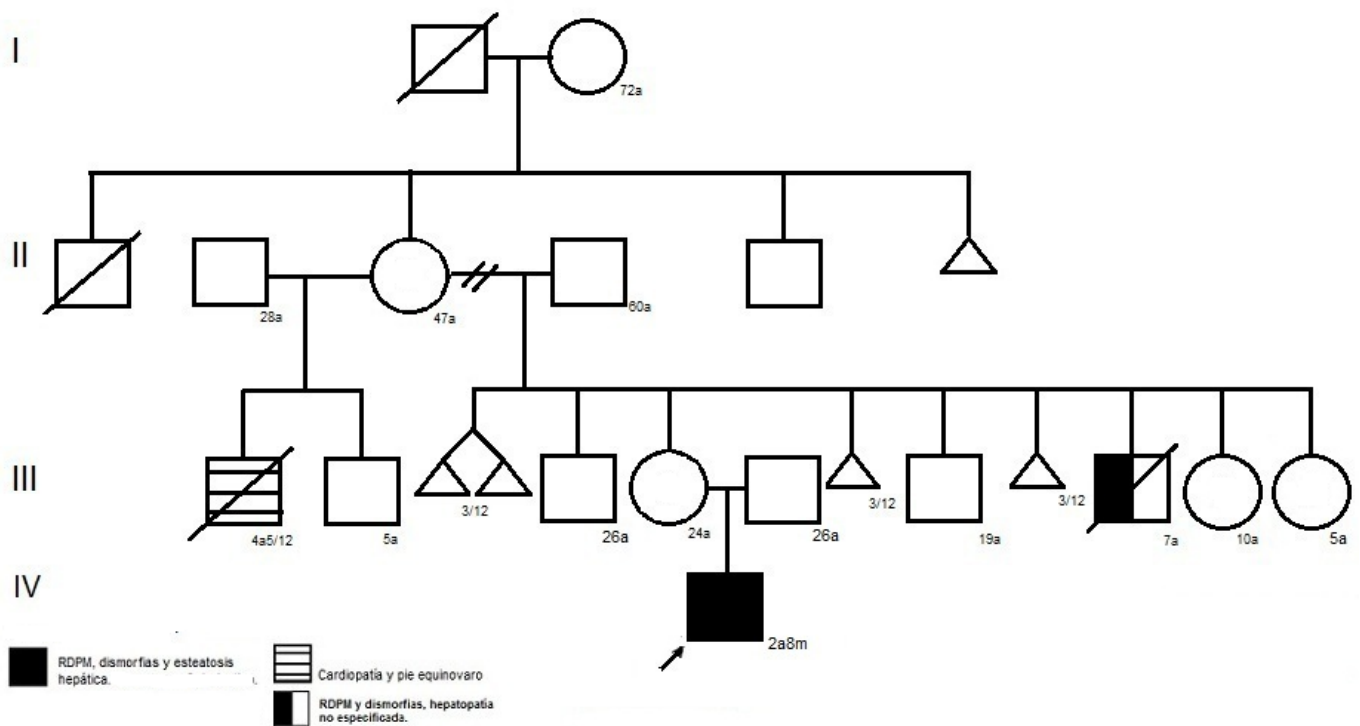 I
72a
II
28a
47a
60a
III
4a5/12
5a
3/12
26a
24a
26a
3/12
19a
3/12
7a
10a
5a
IV
2a8m
RDPM, dismorfias y esteatosis
hepática.
Cardiopatía y pie equinovaro
RDPM y dismorfias, hepatopatía
no especificada.